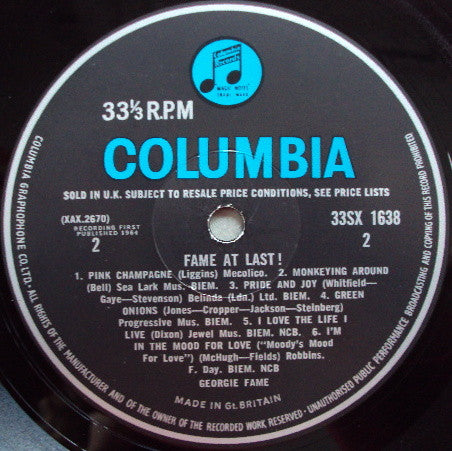 Columbia
Records
MAGIC NOTES
TRADE MARK
33⅓ R.P.M
COLUMBIA
SOLD IN U.K. SUBJECT TO RESALE PRICE CONDITIONS, SEE PRICE LISTS
(XAX.2670)
RECORDING FIRST
PUBLISHED 1964
2
33SX 1638
2
FAME AT LAST!
1. PINK CHAMPAGNE (Liggins) Mecolico. 2. MONKEYING AROUND
(Bell) Sea Lark Mus. BIEM. 3. PRIDE AND JOY (Whitfield–
Gaye–Stevenson) Belinda (Ldn.) Ltd. BIEM. 4. GREEN
ONIONS (Jones–Cropper–Jackson–Steinberg)
Progressive Mus. BIEM. 5. I LOVE THE LIFE I
LIVE (Dixon) Jewel Mus. BIEM. NCB. 6. I'M
IN THE MOOD FOR LOVE ("Moody's Mood
For Love") (McHugh–Fields) Robbins.
F. Day. BIEM. NCB
GEORGIE FAME
MADE IN Gt. BRITAIN
COLUMBIA GRAPHOPHONE CO. LTD. - ALL RIGHTS OF THE MANUFACTURER AND OF THE OWNER OF THE RECORDED WORK RESERVED - UNAUTHORISED PUBLIC PERFORMANCE BROADCASTING AND COPYING OF THIS RECORD PROHIBITED